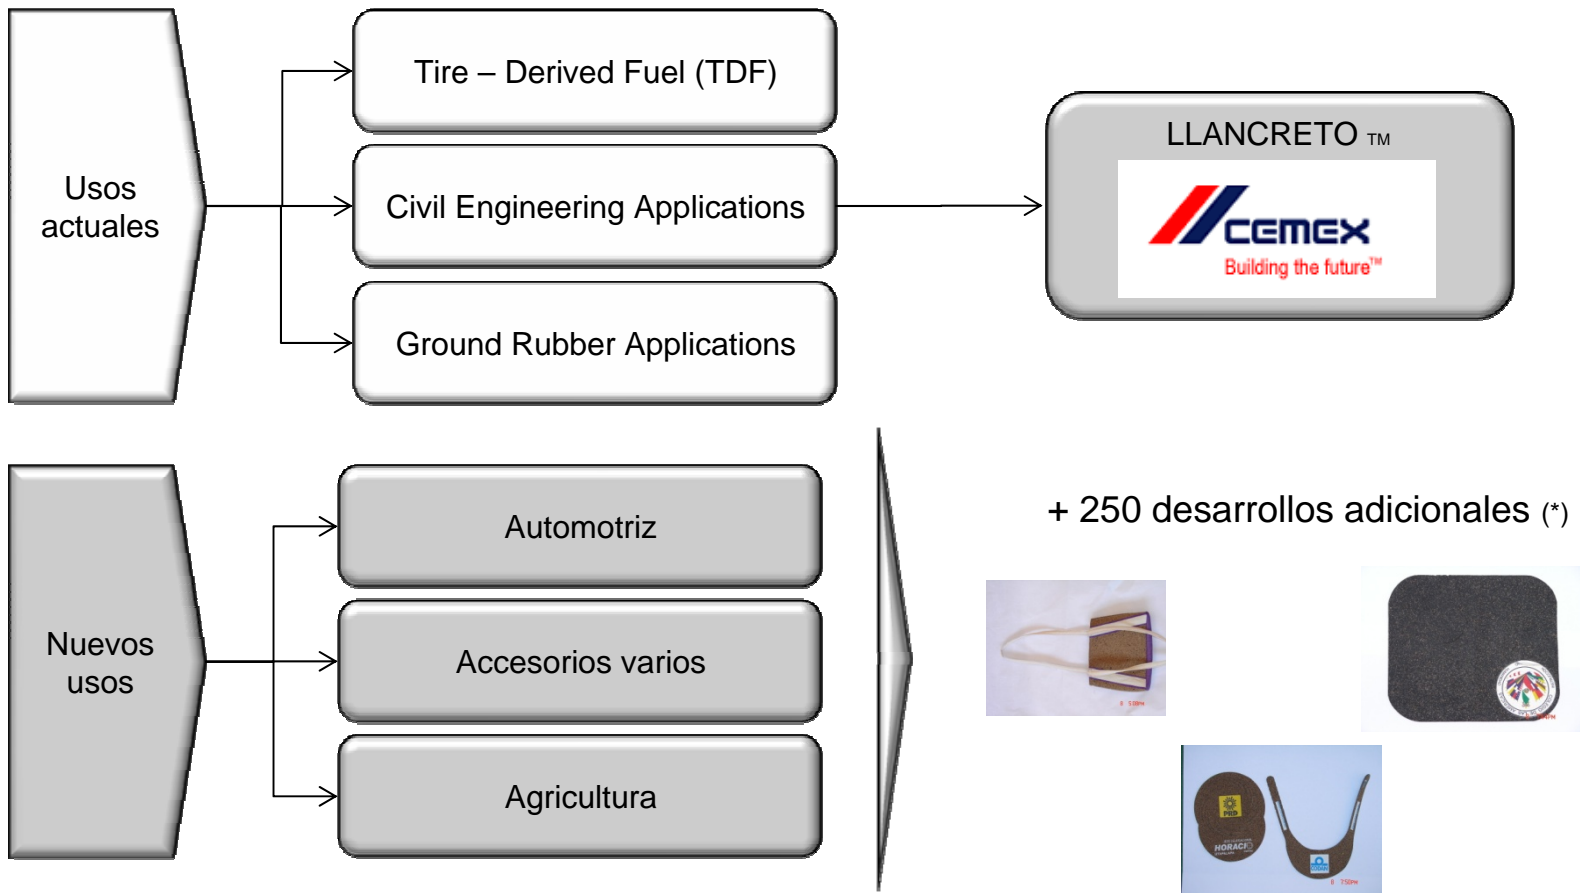 Usos
actuales
Tire – Derived Fuel (TDF)
Civil Engineering Applications
Ground Rubber Applications
LLANCRETO TM
CEMEX
Building the future™
Nuevos
usos
Automotriz
Accesorios varios
Agricultura
+ 250 desarrollos adicionales (*)
PRD
HORACIO